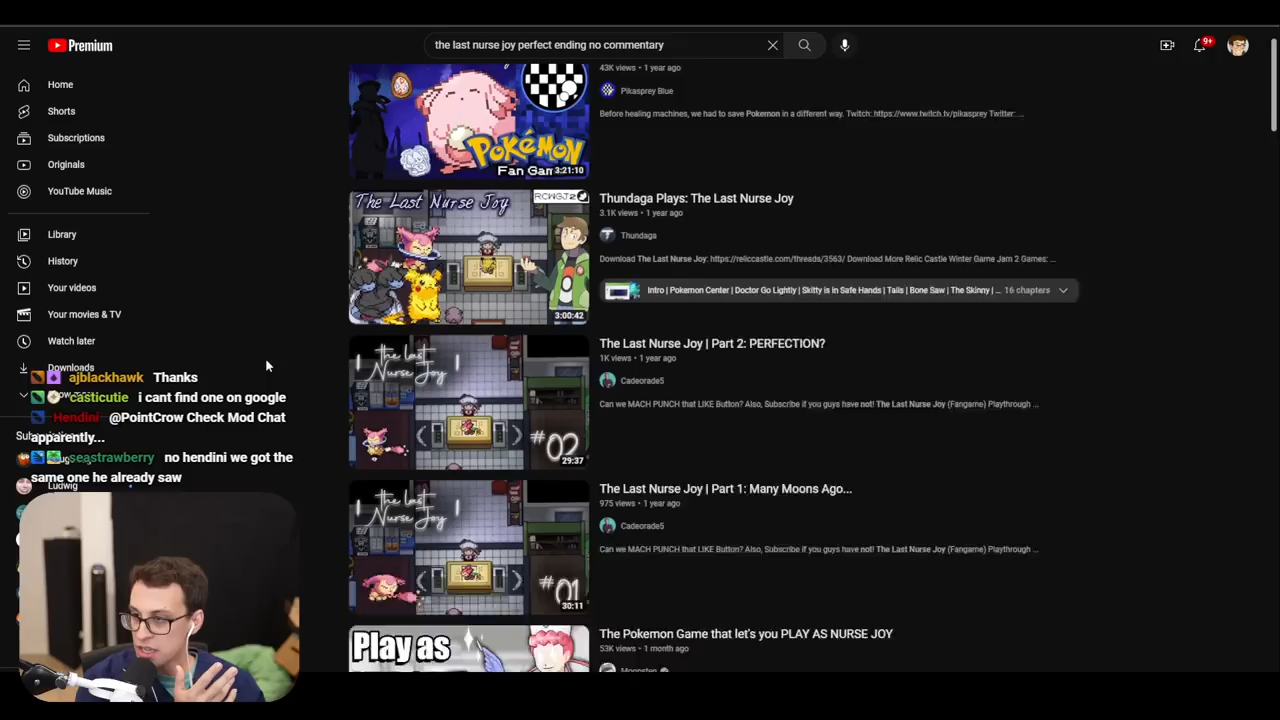 Premium
the last nurse joy perfect ending no commentary
9+
Home
Shorts
Subscriptions
Originals
YouTube Music
Library
History
Your videos
Your movies & TV
Watch later
Downloads
ajblackhawk Thanks
casticutie i cant find one on google
Hendini @PointCrow Check Mod Chat
apparently...
seastrawberry no hendini we got the
same one he already saw
Ludwig
POKéMON
Fan Gam
3:21:10
43K views • 1 year ago
Pikasprey Blue
Before healing machines, we had to save Pokemon in a different way. Twitch: https://www.twitch.tv/pikasprey Twitter: ...
The Last Nurse Joy
RCWGJ2
3:00:42
Thundaga Plays: The Last Nurse Joy
3.1K views • 1 year ago
Thundaga
Download The Last Nurse Joy: https://reliccastle.com/threads/3563/ Download More Relic Castle Winter Game Jam 2 Games: ...
Intro | Pokemon Center | Doctor Go Lightly | Skitty is in Safe Hands | Tails | Bone Saw | The Skinny | ... 16 chapters
the last
Nurse Joy
#02
29:37
The Last Nurse Joy | Part 2: PERFECTION?
1K views • 1 year ago
Cadeorade5
Can we MACH PUNCH that LIKE Button? Also, Subscribe if you guys have not! The Last Nurse Joy (Fangame) Playthrough ...
the last
Nurse Joy
#01
30:11
The Last Nurse Joy | Part 1: Many Moons Ago...
975 views • 1 year ago
Cadeorade5
Can we MACH PUNCH that LIKE Button? Also, Subscribe if you guys have not! The Last Nurse Joy (Fangame) Playthrough ...
Play as
The Pokemon Game that let's you PLAY AS NURSE JOY
53K views • 1 month ago